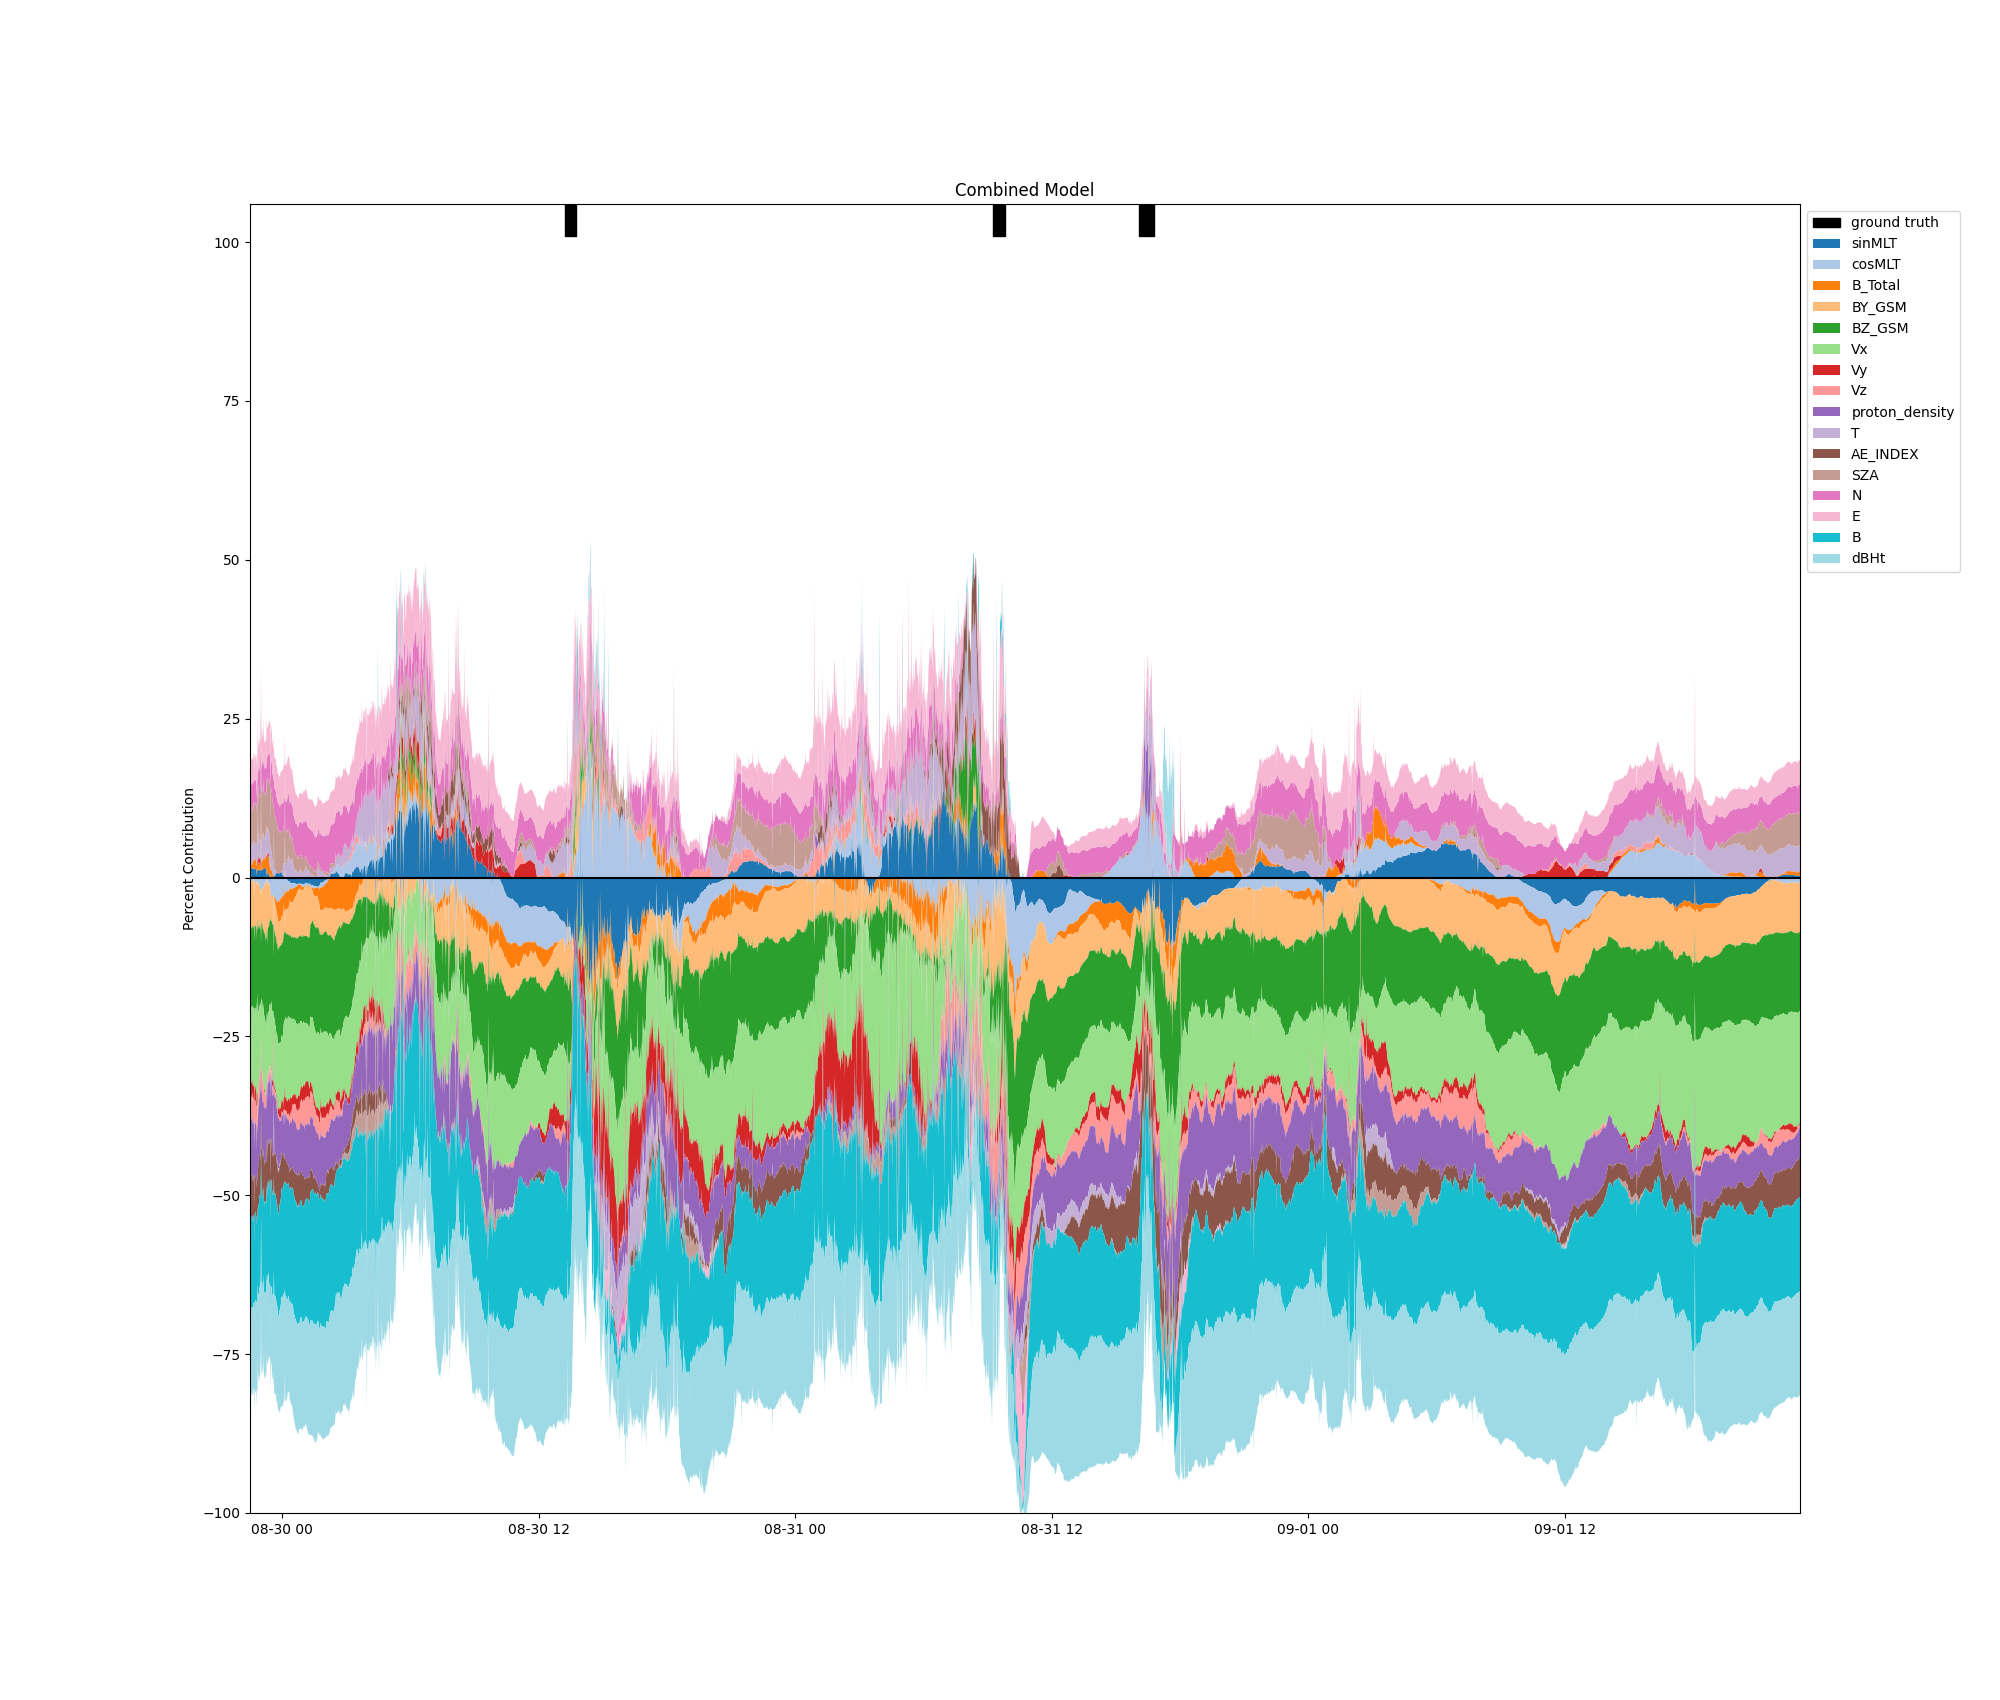 Combined Model
100
75
50
25
0
−25
−50
−75
−100
Percent Contribution
08-30 00
08-30 12
08-31 00
08-31 12
09-01 00
09-01 12
ground truth
sinMLT
cosMLT
B_Total
BY_GSM
BZ_GSM
Vx
Vy
Vz
proton_density
T
AE_INDEX
SZA
N
E
B
dBHt